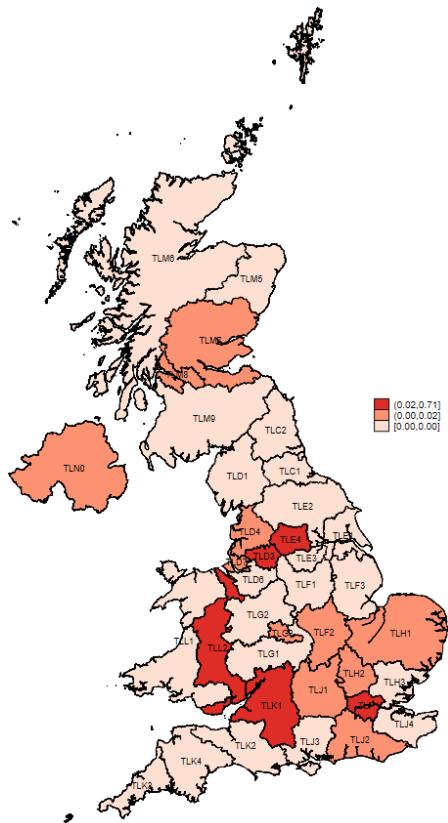 TLM6
TLM5
(0.02,0.71]
(0.00,0.02]
[0.00,0.00]
TLM9
TLC2
TLN0
TLD1
TLC1
TLE2
TLD4
TLE4
TLD3
TLE3
TLD6
TLF1
TLF3
TLG2
TLF2
TLH1
TLL1
TLG1
TLH2
TLH3
TLJ1
TLK1
TLJ4
TLK2
TLJ3
TLJ2
TLK4